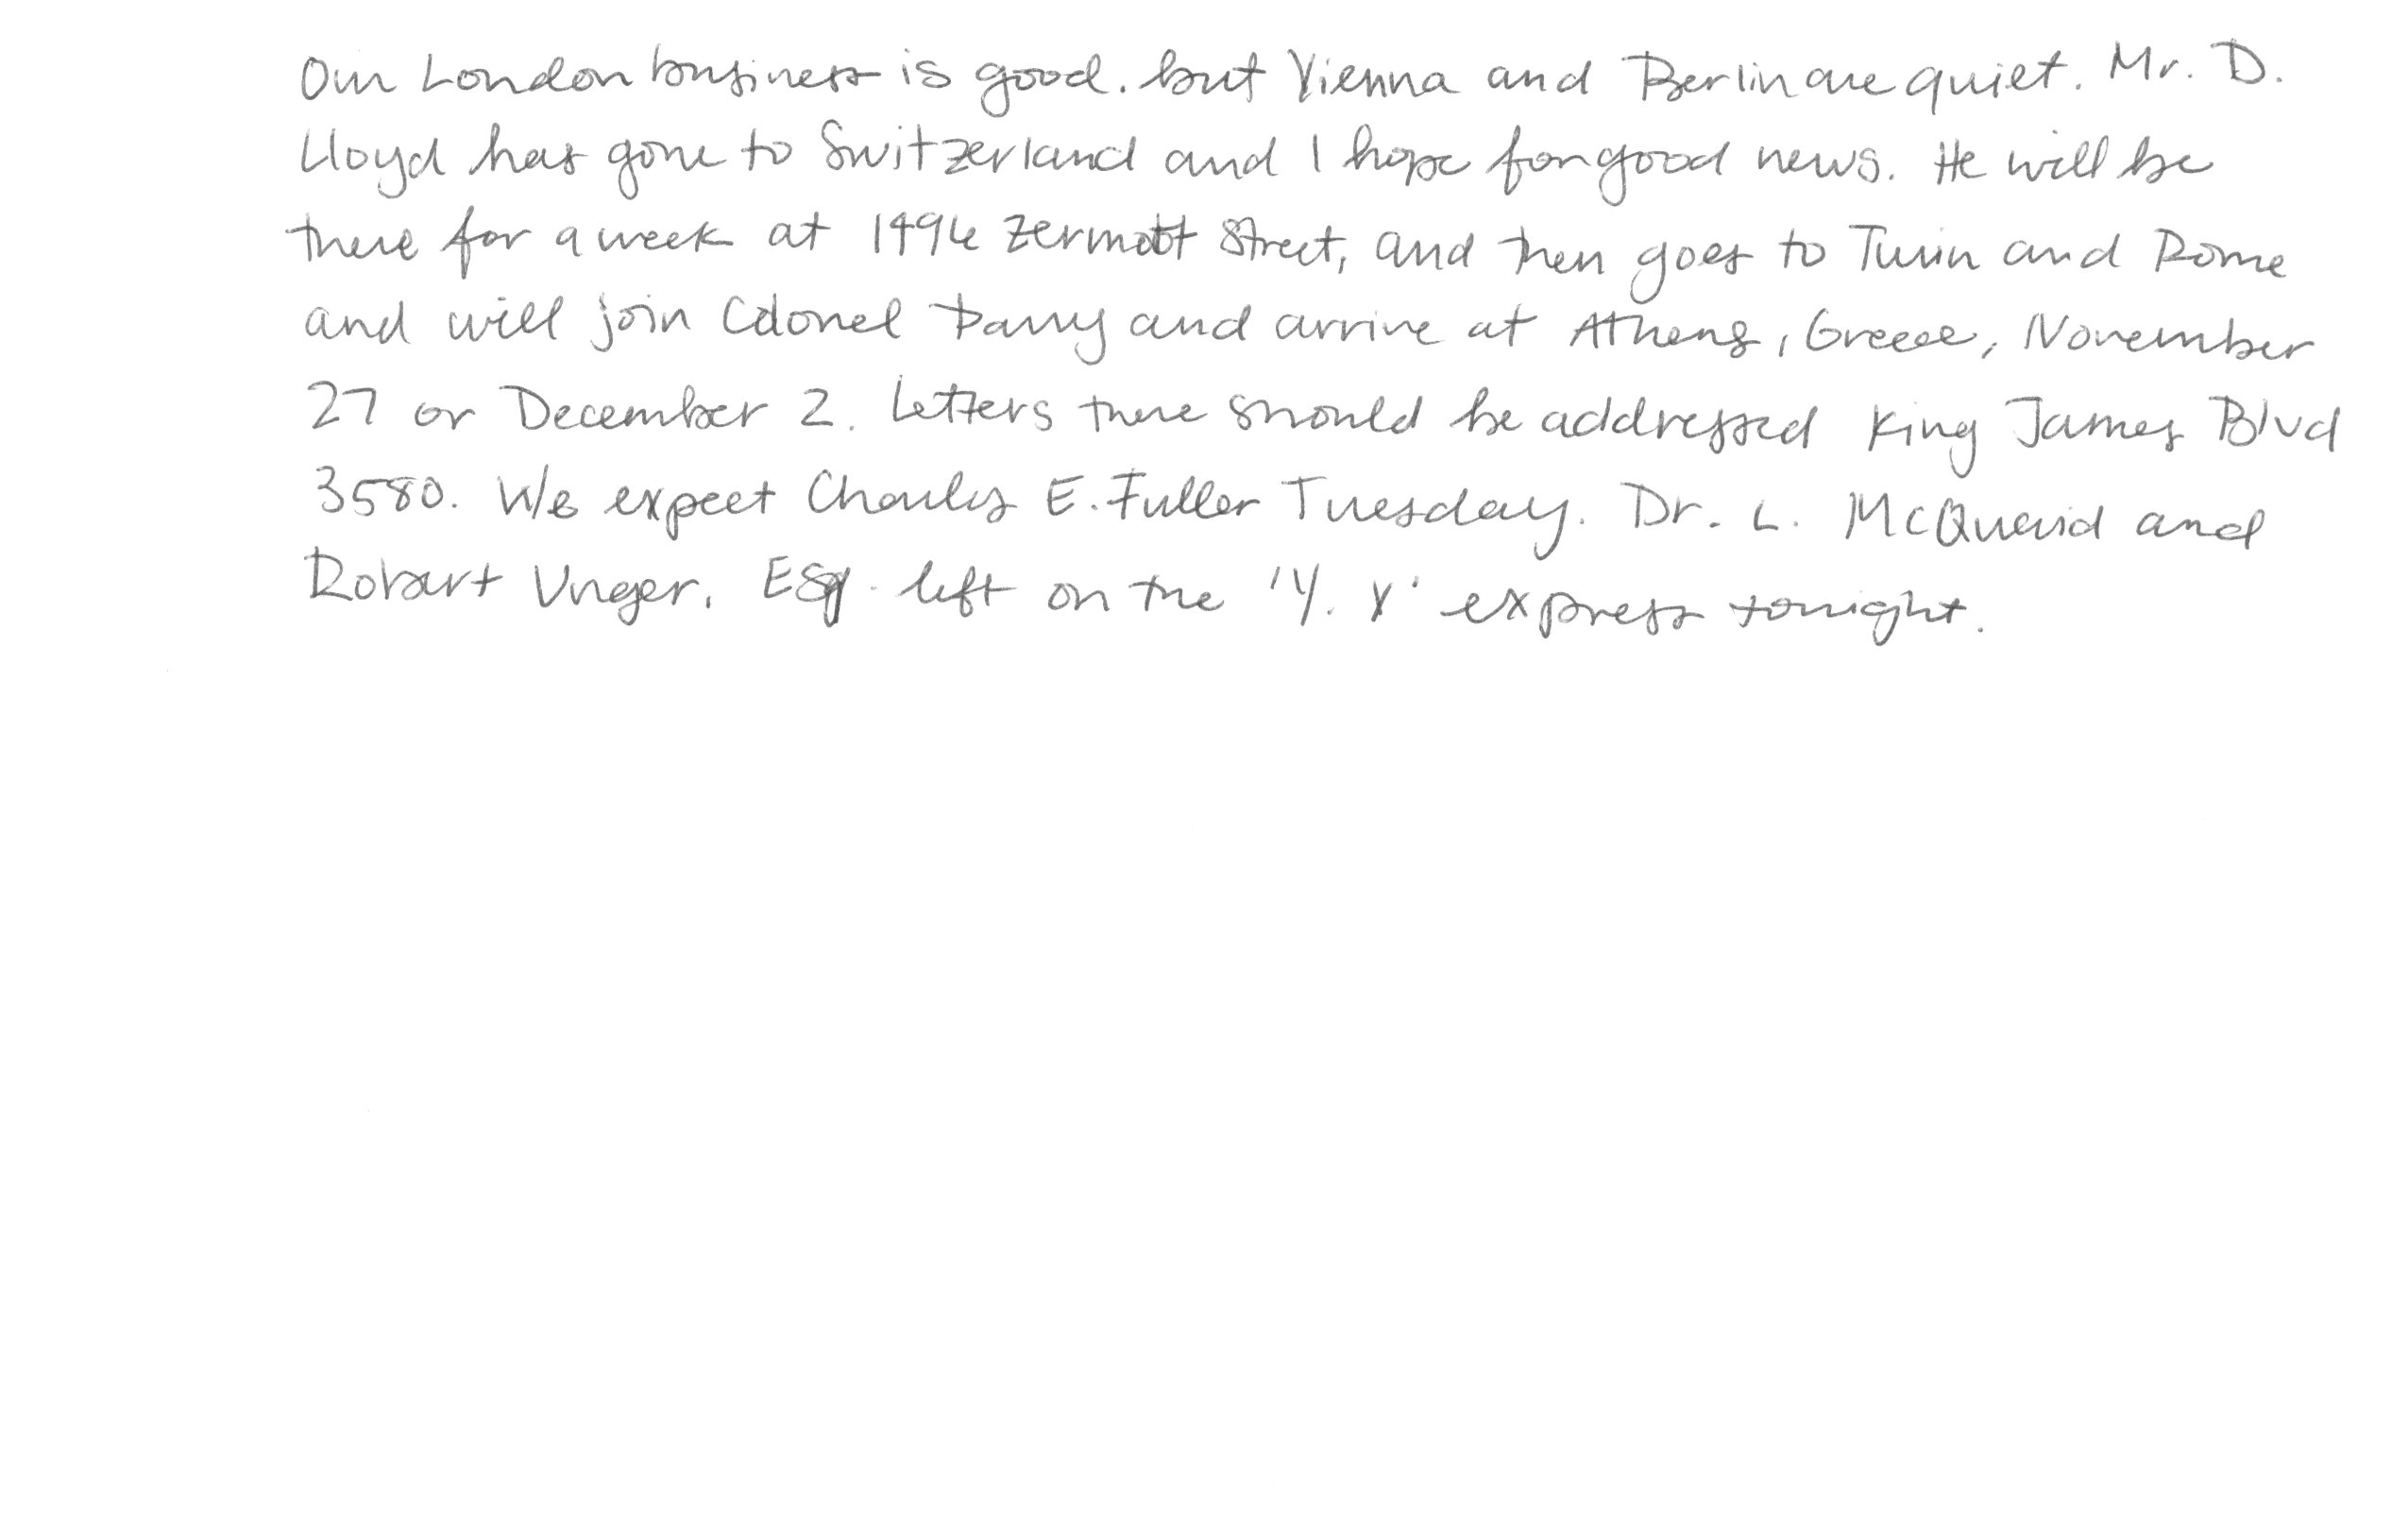 Our London business is good. but Vienna and Berlin are quiet. Mr. D.
Lloyd has gone to Switzerland and I hope for good news. He will be
there for a week at 1496 Zermott Street, and then goes to Turin and Rome
and will join Colonel Parry and arrive at Athens, Greece, November
27 or December 2. Letters there should be addressed King James Blvd
3580. We expect Charles E. Fuller Tuesday. Dr. L. McQuaid and
Robert Unger. Esq. left on the 'Y. X' express tonight.